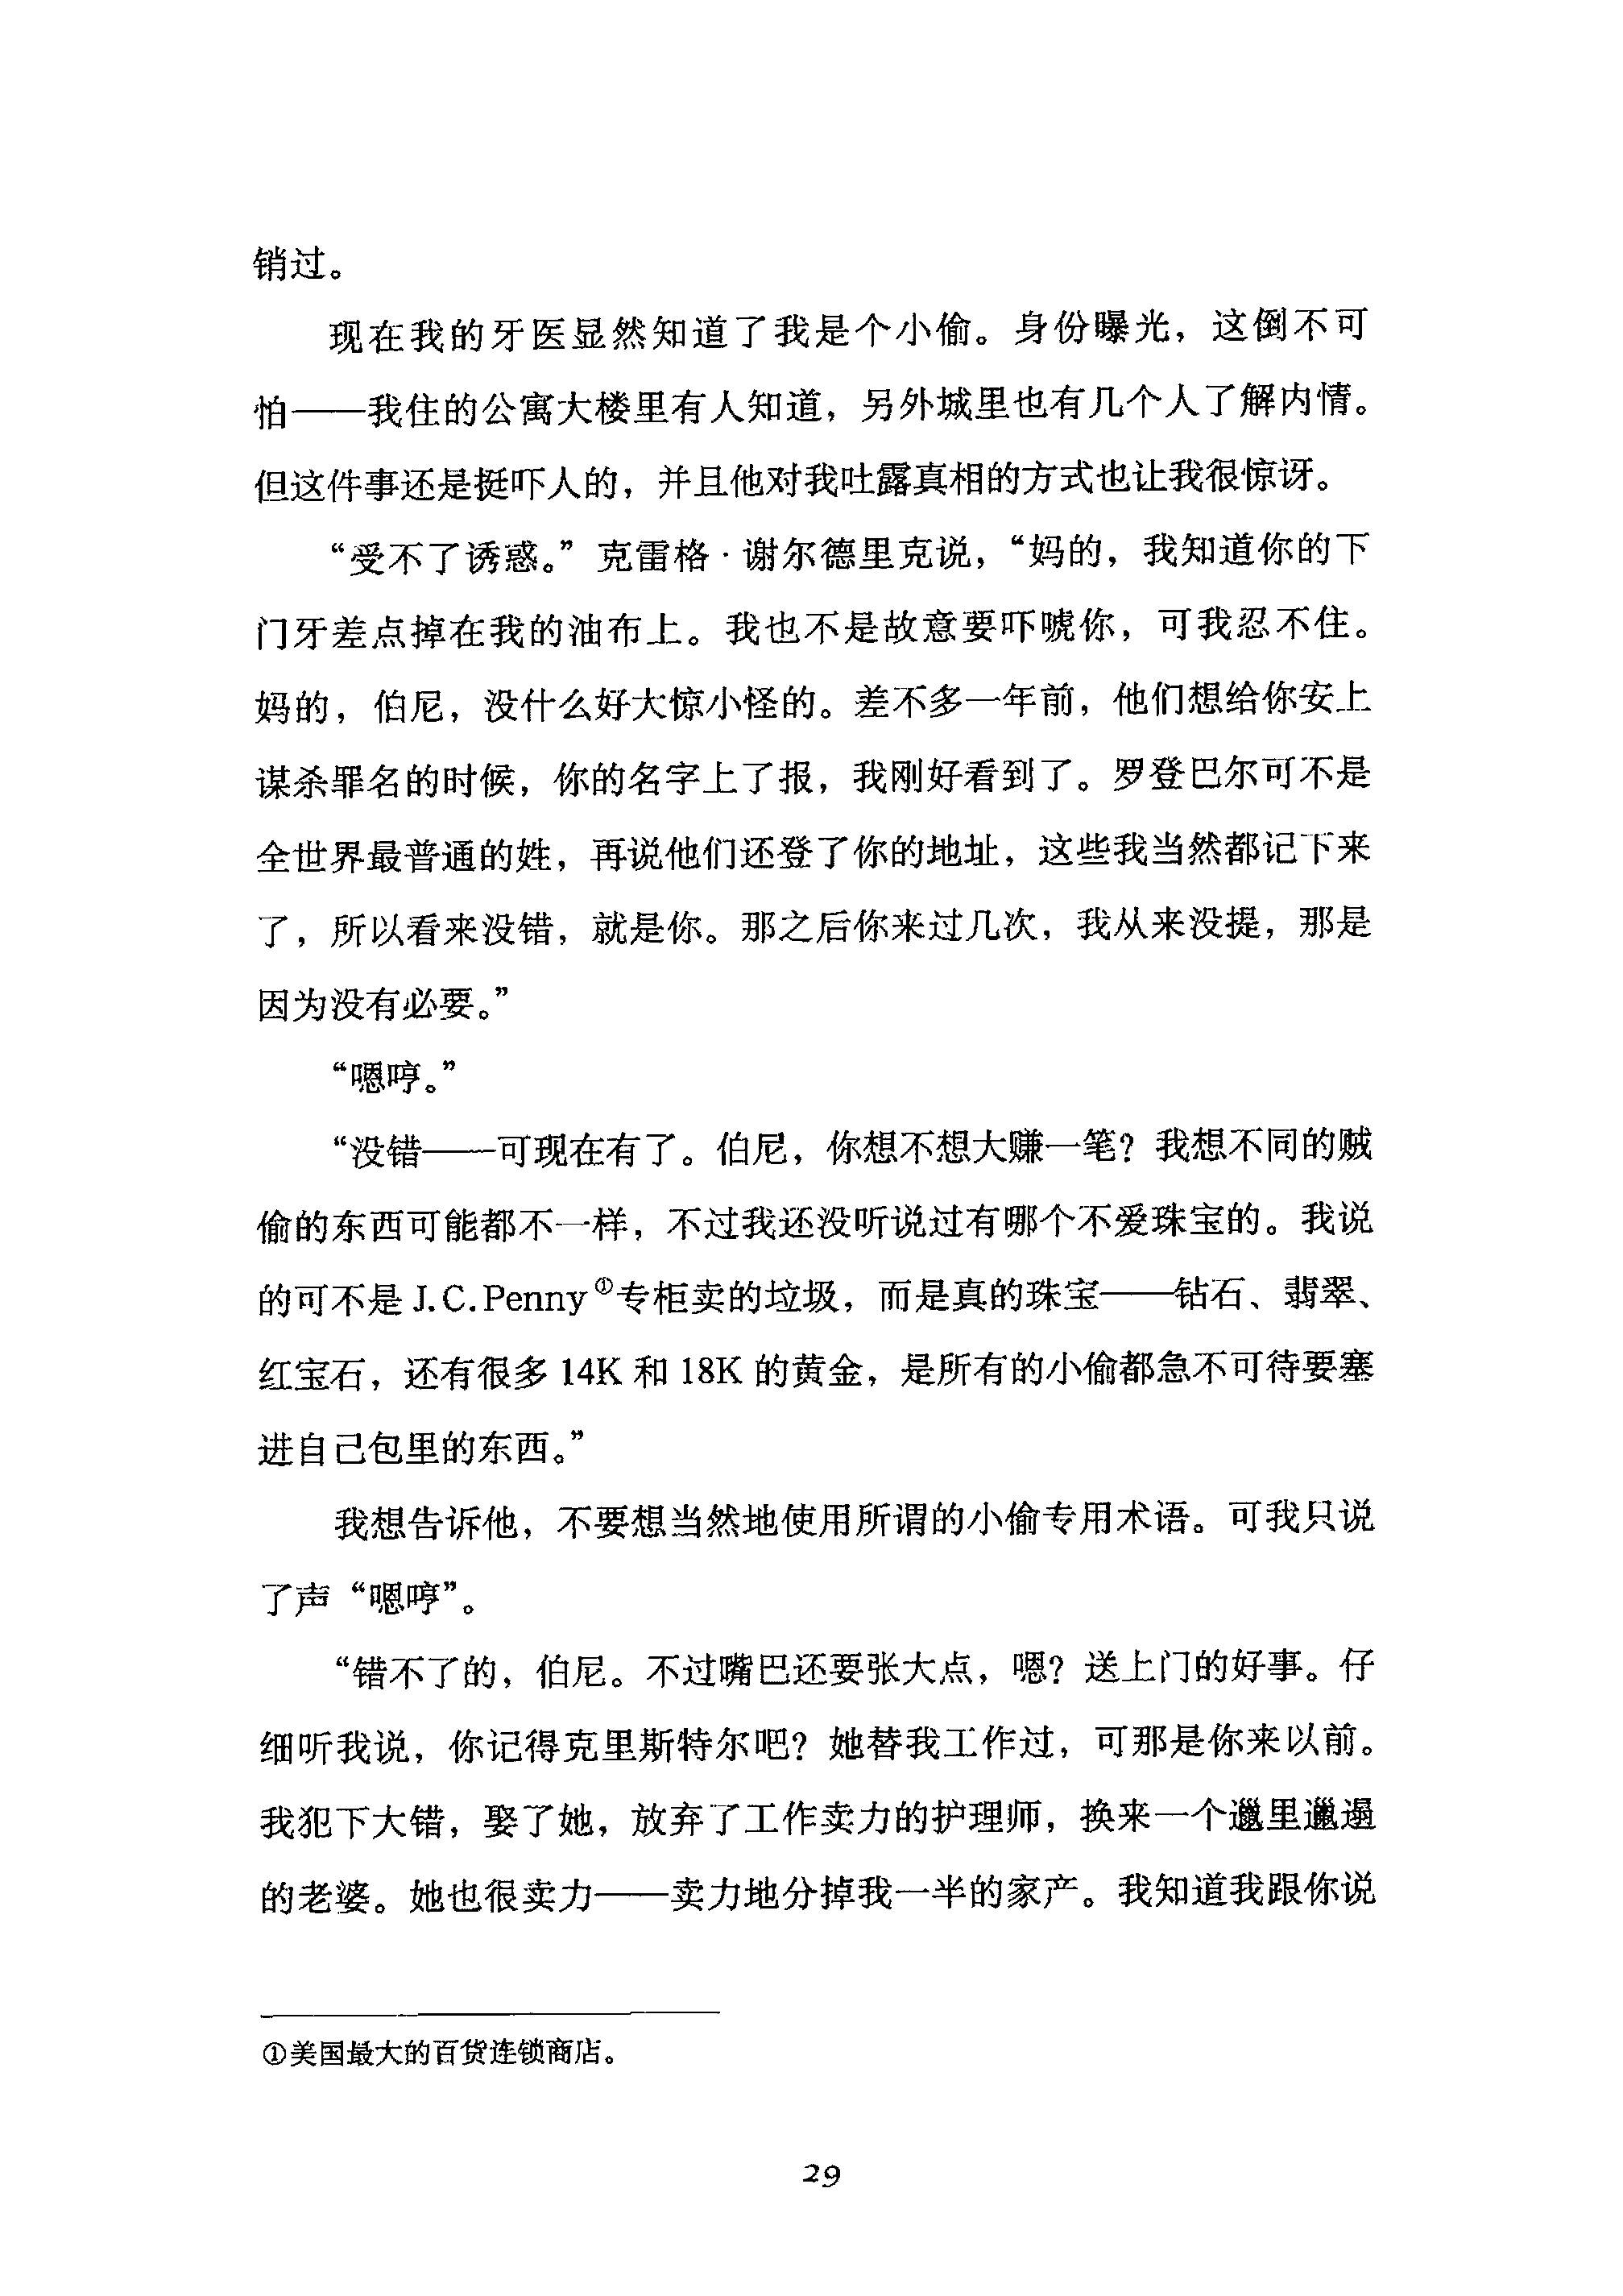 销过。
现在我的牙医显然知道了我是个小偷。身份曝光，这倒不可
怕——我住的公寓大楼里有人知道，另外城里也有几个人了解内情。
但这件事还是挺吓人的，并且他对我吐露真相的方式也让我很惊讶。
“受不了诱惑。”克雷格·谢尔德里克说，“妈的，我知道你的下
门牙差点掉在我的油布上。我也不是故意要吓唬你，可我忍不住。
妈的，伯尼，没什么好大惊小怪的。差不多一年前，他们想给你安上
谋杀罪名的时候，你的名字上了报，我刚好看到了。罗登巴尔可不是
全世界最普通的姓，再说他们还登了你的地址，这些我当然都记下来
了，所以看来没错，就是你。那之后你来过几次，我从来没提，那是
因为没有必要。”
“嗯哼。”
“没错——可现在有了。伯尼，你想不想大赚一笔？我想不同的贼
偷的东西可能都不一样，不过我还没听说过有哪个不爱珠宝的。我说
的可不是 J.C.Penny①专柜卖的垃圾，而是真的珠宝——钻石、翡翠、
红宝石，还有很多 14K 和 18K 的黄金，是所有的小偷都急不可待要塞
进自己包里的东西。”
我想告诉他，不要想当然地使用所谓的小偷专用术语。可我只说
了声“嗯哼”。
“错不了的，伯尼。不过嘴巴还要张大点，嗯？送上门的好事。仔
细听我说，你记得克里斯特尔吧？她替我工作过，可那是你来以前。
我犯下大错，娶了她，放弃了工作卖力的护理师，换来一个邋里邋遢
的老婆。她也很卖力——卖力地分掉我一半的家产。我知道我跟你说
①美国最大的百货连锁商店。
29